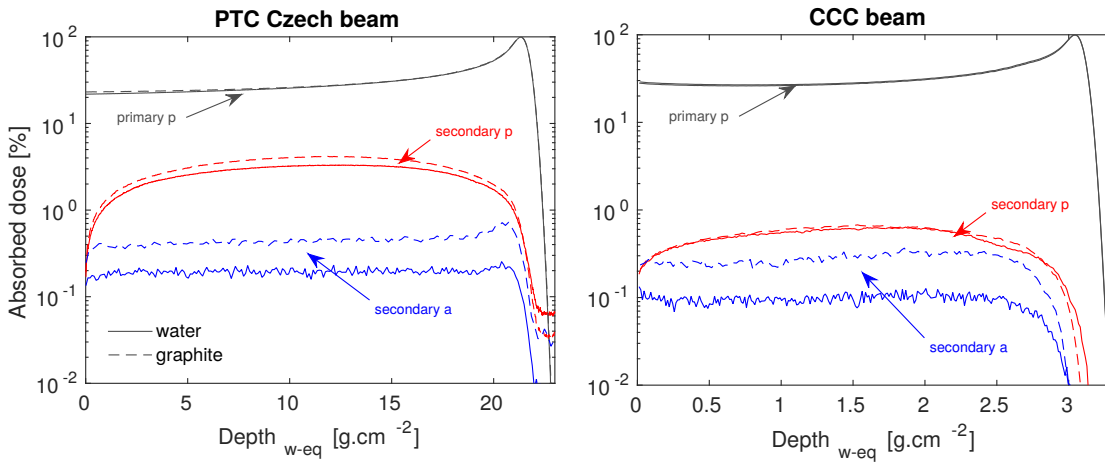 PTC Czech beam
Absorbed dose [%]
10^2
10^1
10^0
10^-1
10^-2
primary p
secondary p
secondary a
water
graphite
0 5 10 15 20
Depth w-eq [g.cm^-2]
CCC beam
10^2
10^1
10^0
10^-1
10^-2
primary p
secondary p
secondary a
0 0.5 1 1.5 2 2.5 3
Depth w-eq [g.cm^-2]